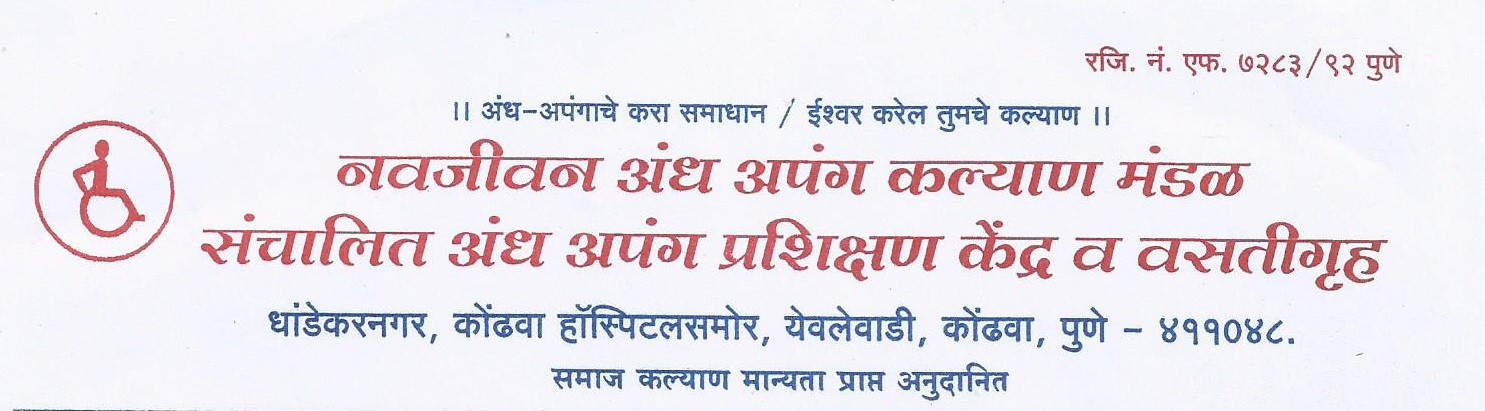 रजि. नं. एफ. ७२८३/९२ पुणे
।। अंध-अपंगाचे करा समाधान / ईश्वर करेल तुमचे कल्याण ।।
नवजीवन अंध अपंग कल्याण मंडळ
संचालित अंध अपंग प्रशिक्षण केंद्र व वसतीगृह
धांडेकरनगर, कोंढवा हॉस्पिटलसमोर, येवलेवाडी, कोंढवा, पुणे - ४११०४८.
समाज कल्याण मान्यता प्राप्त अनुदानित